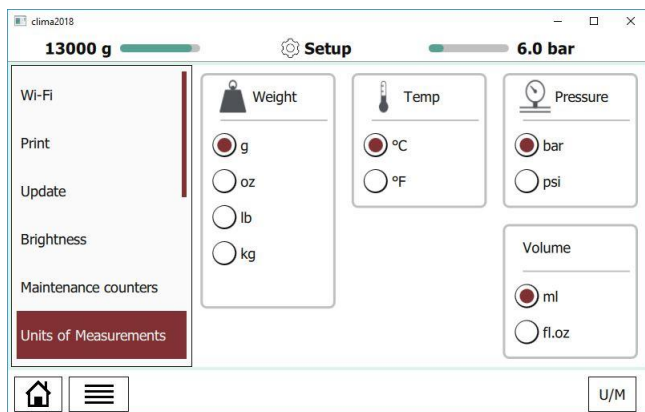 clima2018
13000 g
Setup
6.0 bar
Wi-Fi
Print
Update
Brightness
Maintenance counters
Units of Measurements
Weight
g
oz
lb
kg
Temp
°C
°F
Pressure
bar
psi
Volume
ml
fl.oz
U/M